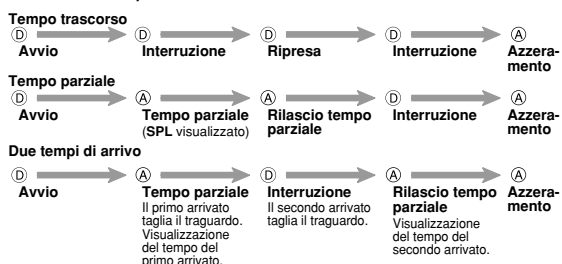 Tempo trascorso
D D D D A
Avvio Interruzione Ripresa Interruzione Azzera-
mento
Tempo parziale
D A A D A
Avvio Tempo parziale Rilascio tempo Interruzione Azzera-
(SPL visualizzato) parziale mento
Due tempi di arrivo
D A D A A
Avvio Tempo parziale Interruzione Rilascio tempo Azzera-
Il primo arrivato Il secondo arrivato parziale mento
taglia il traguardo. taglia il traguardo. Visualizzazione
Visualizzazione del tempo del
del tempo del secondo arrivato.
primo arrivato.